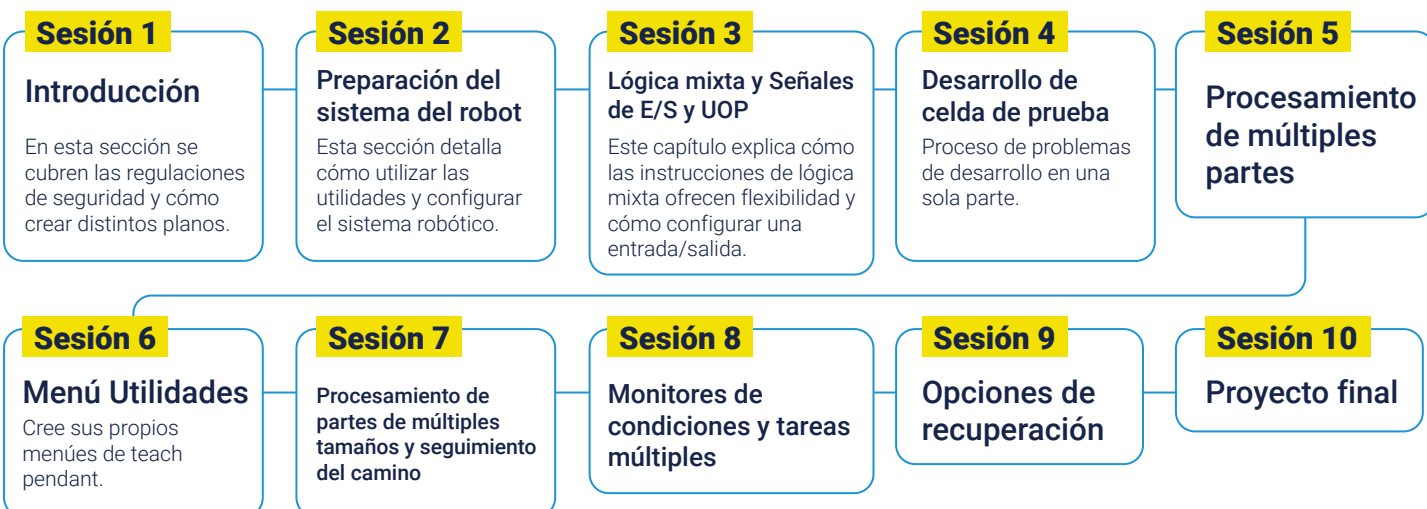 Sesión 1
Introducción
En esta sección se
cubren las regulaciones
de seguridad y cómo
crear distintos planos.
Sesión 2
Preparación del
sistema del robot
Esta sección detalla
cómo utilizar las
utilidades y configurar
el sistema robótico.
Sesión 3
Lógica mixta y Señales
de E/S y UOP
Este capítulo explica cómo
las instrucciones de lógica
mixta ofrecen flexibilidad y
cómo configurar una
entrada/salida.
Sesión 4
Desarrollo de
celda de prueba
Proceso de problemas
de desarrollo en una
sola parte.
Sesión 5
Procesamiento
de múltiples
partes
Sesión 6
Menú Utilidades
Cree sus propios
menúes de teach
pendant.
Sesión 7
Procesamiento de
partes de múltiples
tamaños y seguimiento
del camino
Sesión 8
Monitores de
condiciones y tareas
múltiples
Sesión 9
Opciones de
recuperación
Sesión 10
Proyecto final